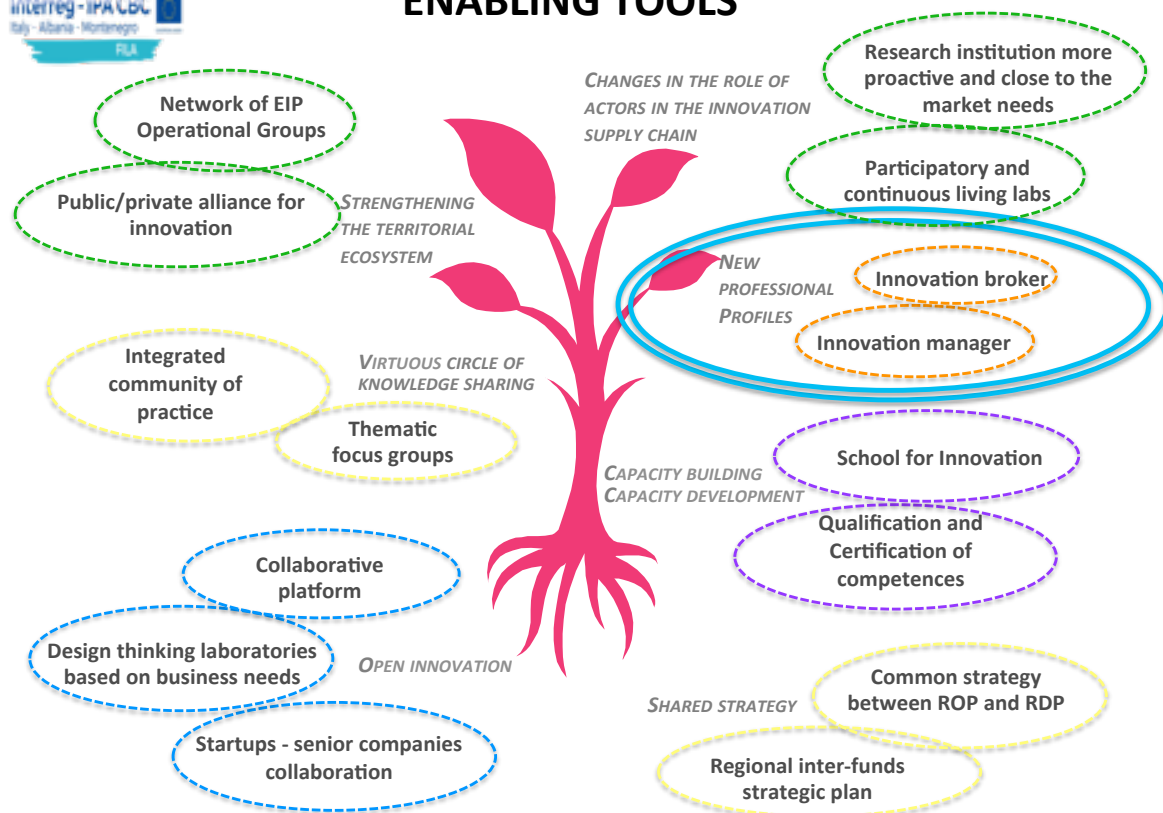 Interreg - IPA CBC
Italy - Albania - Montenegro
FILA
ENABLING TOOLS
Network of EIP
Operational Groups
Public/private alliance for
innovation
STRENGTHENING
THE TERRITORIAL
ECOSYSTEM
CHANGES IN THE ROLE OF
ACTORS IN THE INNOVATION
SUPPLY CHAIN
Research institution more
proactive and close to the
market needs
Participatory and
continuous living labs
NEW
PROFESSIONAL
PROFILES
Innovation broker
Innovation manager
Integrated
community of
practice
VIRTUOUS CIRCLE OF
KNOWLEDGE SHARING
Thematic
focus groups
CAPACITY BUILDING
CAPACITY DEVELOPMENT
School for Innovation
Qualification and
Certification of
competences
Collaborative
platform
Design thinking laboratories
based on business needs
OPEN INNOVATION
Startups - senior companies
collaboration
SHARED STRATEGY
Common strategy
between ROP and RDP
Regional inter-funds
strategic plan